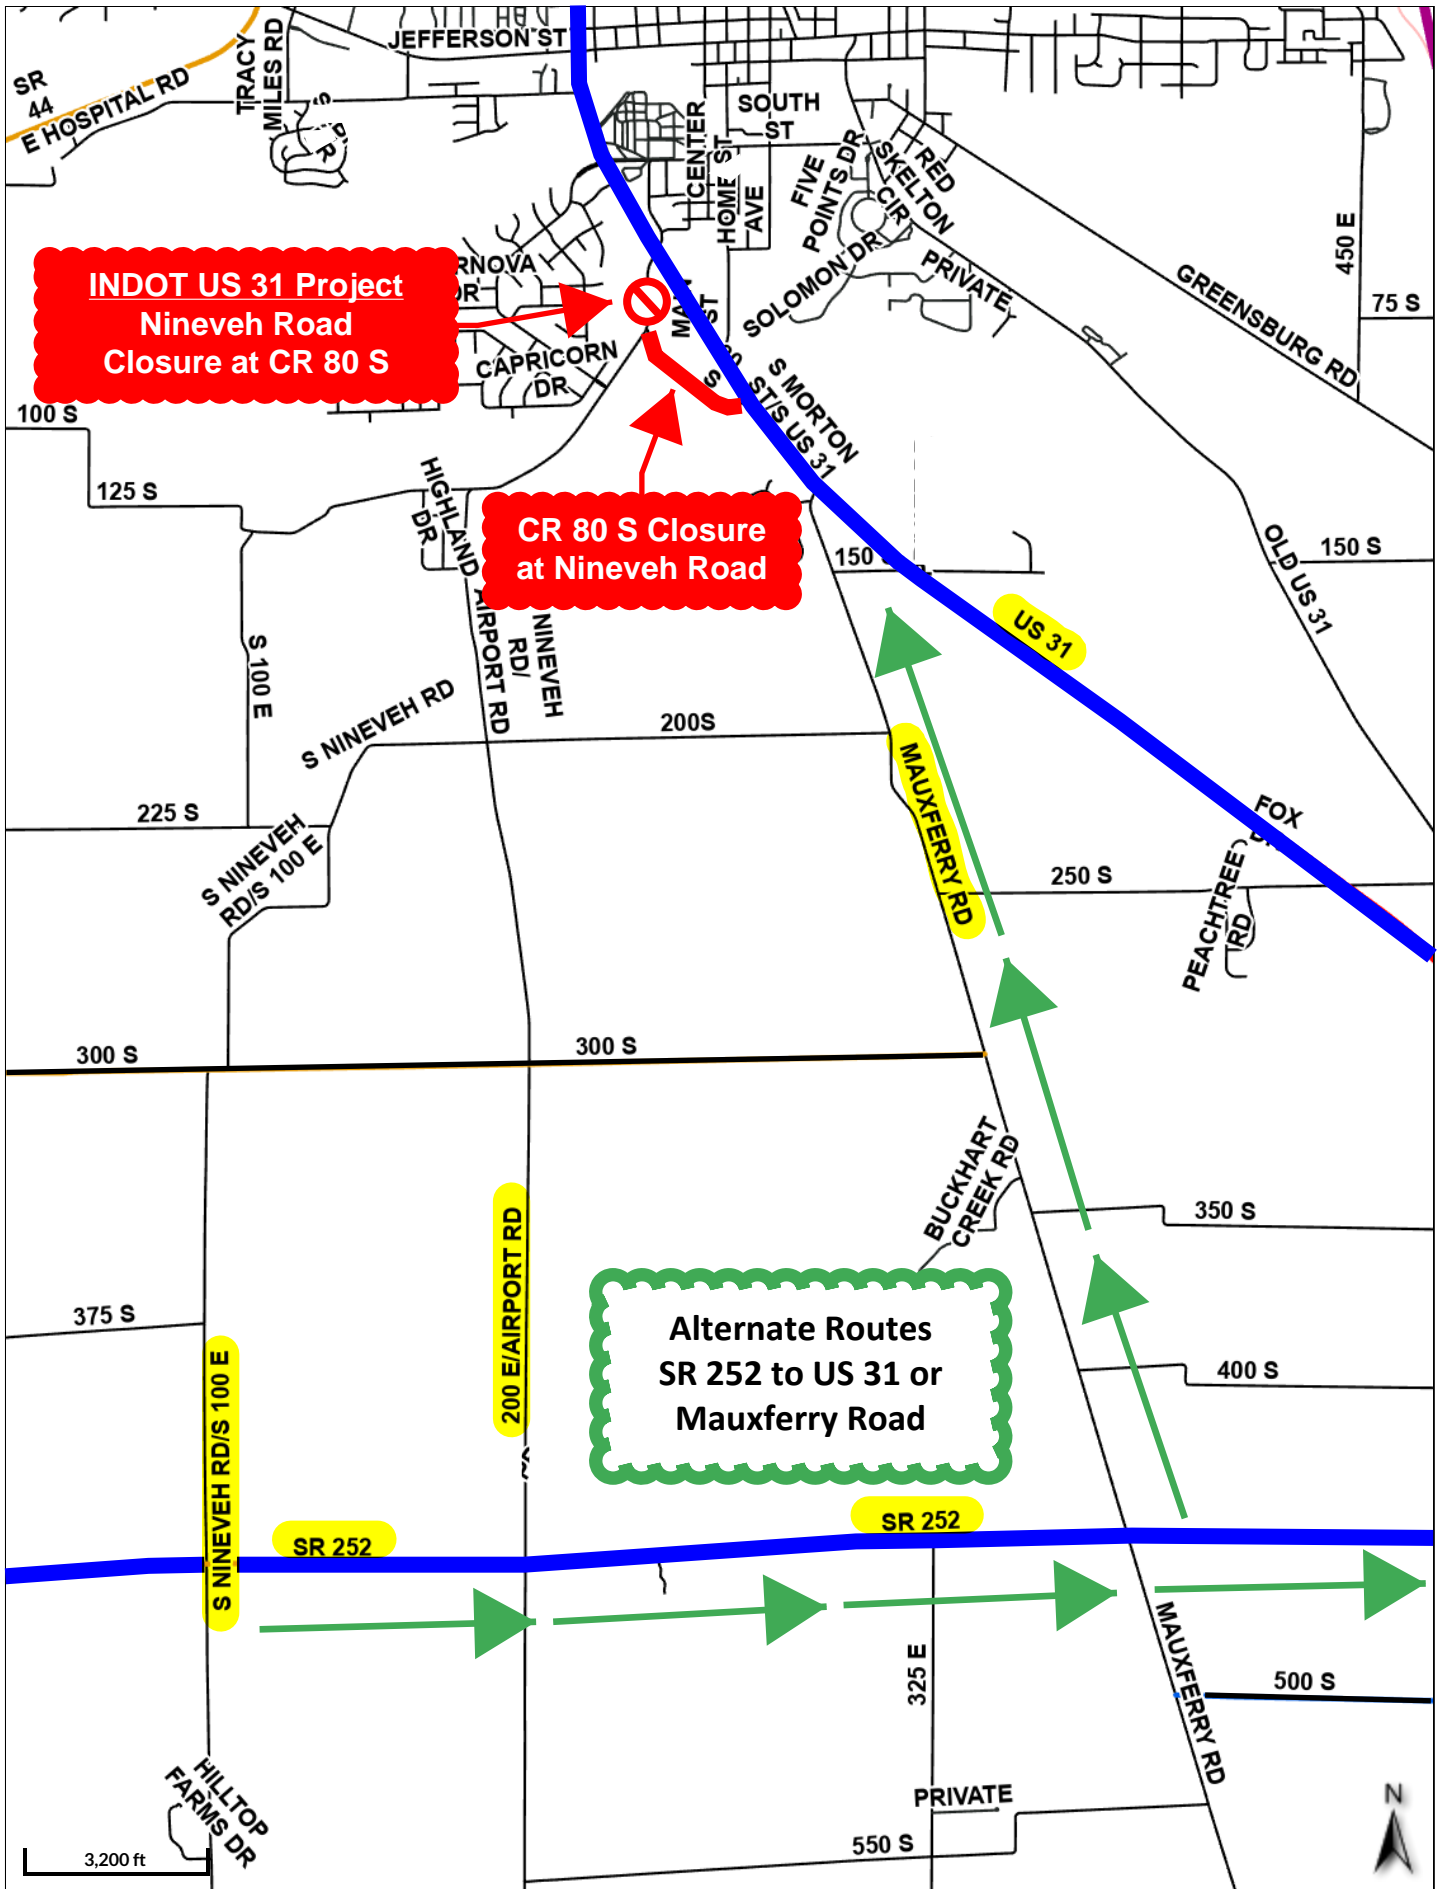 JEFFERSON ST
SR
44
E HOSPITAL RD
TRACY
MILES RD
S
DR
SOUTH
ST
CENTER
HOME ST
AVE
FIVE
POINTS DR
RED
SKELTON
CIR
SOLOMON DR
PRIVATE
450 E
GREENSBURG RD
75 S
INDOT US 31 Project
Nineveh Road
Closure at CR 80 S
RNOVA
DR
MAIN
ST
CAPRICORN
DR
80
S
S MORTON
ST/S US 31
100 S
125 S
HIGHLAND
DR
CR 80 S Closure
at Nineveh Road
150 S
OLD US 31
150 S
US 31
S 100 E
AIRPORT RD
NINEVEH
RD/
S NINEVEH RD
200S
MAUXFERRY RD
225 S
S NINEVEH
RD/S 100 E
FOX
PEACHTREE
RD
250 S
300 S
300 S
BUCKHART
CREEK RD
350 S
200 E/AIRPORT RD
375 S
Alternate Routes
SR 252 to US 31 or
Mauxferry Road
400 S
S NINEVEH RD/S 100 E
SR 252
SR 252
325 E
MAUXFERRY RD
500 S
HILLTOP
FARMS DR
PRIVATE
550 S
3,200 ft
N